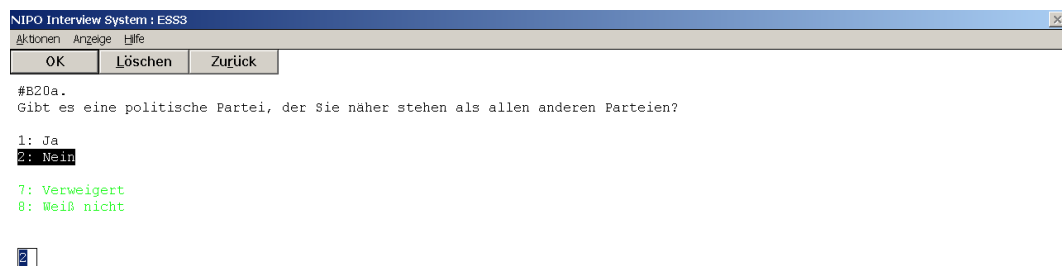 NIPO Interview System : ESS3
Aktionen Anzeige Hilfe
OK Löschen Zurück
#B20a.
Gibt es eine politische Partei, der Sie näher stehen als allen anderen Parteien?
1: Ja
2: Nein
7: Verweigert
8: Weiß nicht
2